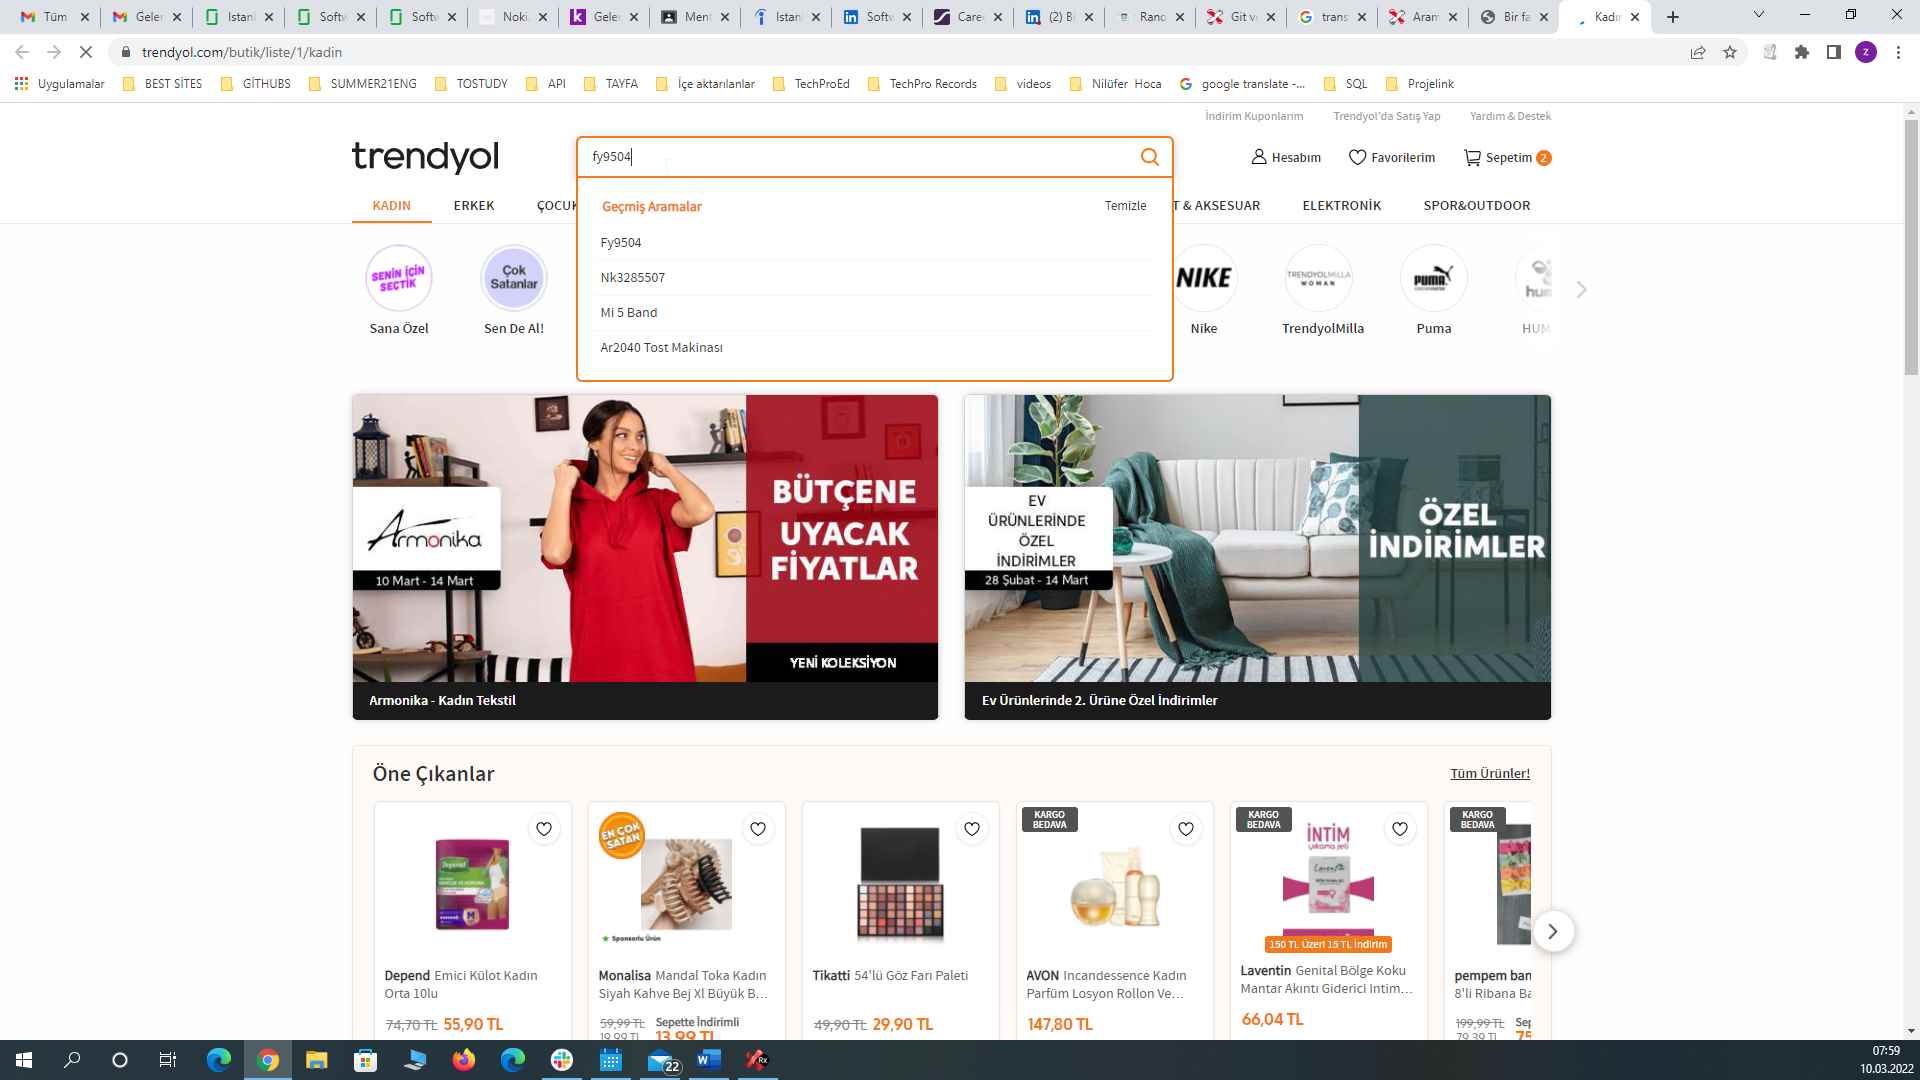 Tüm
Gelen
Istanl
Softw
Softw
Noki
Gelen
Ment
Istan
Softw
Care
(2) Bi
Ranc
Git v
trans
Aram
Bir fa
Kadın
trendyol.com/butik/liste/1/kadin
z
Uygulamalar
BEST SİTES
GİTHUBS
SUMMER21ENG
TOSTUDY
API
TAYFA
İçe aktarılanlar
TechProEd
TechPro Records
videos
Nilüfer Hoca
google translate -...
SQL
Projelink
İndirim Kuponlarım
Trendyol'da Satış Yap
Yardım & Destek
trendyol
fy9504
Hesabım
Favorilerim
Sepetim 2
KADIN
ERKEK
ÇOCUK
T & AKSESUAR
ELEKTRONİK
SPOR&OUTDOOR
Geçmiş Aramalar
Temizle
Fy9504
Nk3285507
Mi 5 Band
Ar2040 Tost Makinası
SENİN İÇİN
SEÇTİK
Sana Özel
Çok
Satanlar
Sen De Al!
NIKE
Nike
TRENDYOLMILLA
WOMAN
TrendyolMilla
PUMA
Puma
hum
HUM
Armonika
10 Mart - 14 Mart
BÜTÇENE
UYACAK
FİYATLAR
YENİ KOLEKSİYON
Armonika - Kadın Tekstil
EV
ÜRÜNLERİNDE
ÖZEL
İNDİRİMLER
28 Şubat - 14 Mart
ÖZEL
İNDİRİMLER
Ev Ürünlerinde 2. Ürüne Özel İndirimler
Öne Çıkanlar
Tüm Ürünler!
Depend
Depend Emici Külot Kadın
Orta 10lu
74,70 TL 55,90 TL
EN ÇOK
SATAN
Sponsorlu Ürün
Monalisa Mandal Toka Kadın
Siyah Kahve Bej Xl Büyük B...
59,99 TL Sepette İndirimli
19,99 TL 13,99 TL
Tikatti 54'lü Göz Farı Paleti
49,90 TL 29,90 TL
KARGO
BEDAVA
AVON Incandessence Kadın
Parfüm Losyon Rollon Ve...
147,80 TL
KARGO
BEDAVA
İNTİM
yıkama jeli
150 TL Üzeri 15 TL İndirim
Laventin Genital Bölge Koku
Mantar Akıntı Giderici Intim...
66,04 TL
KARGO
BEDAVA
pempem ban
8'li Ribana Ba
199,99 TL Sep
79,39 TL 75
22
07:59
10.03.2022